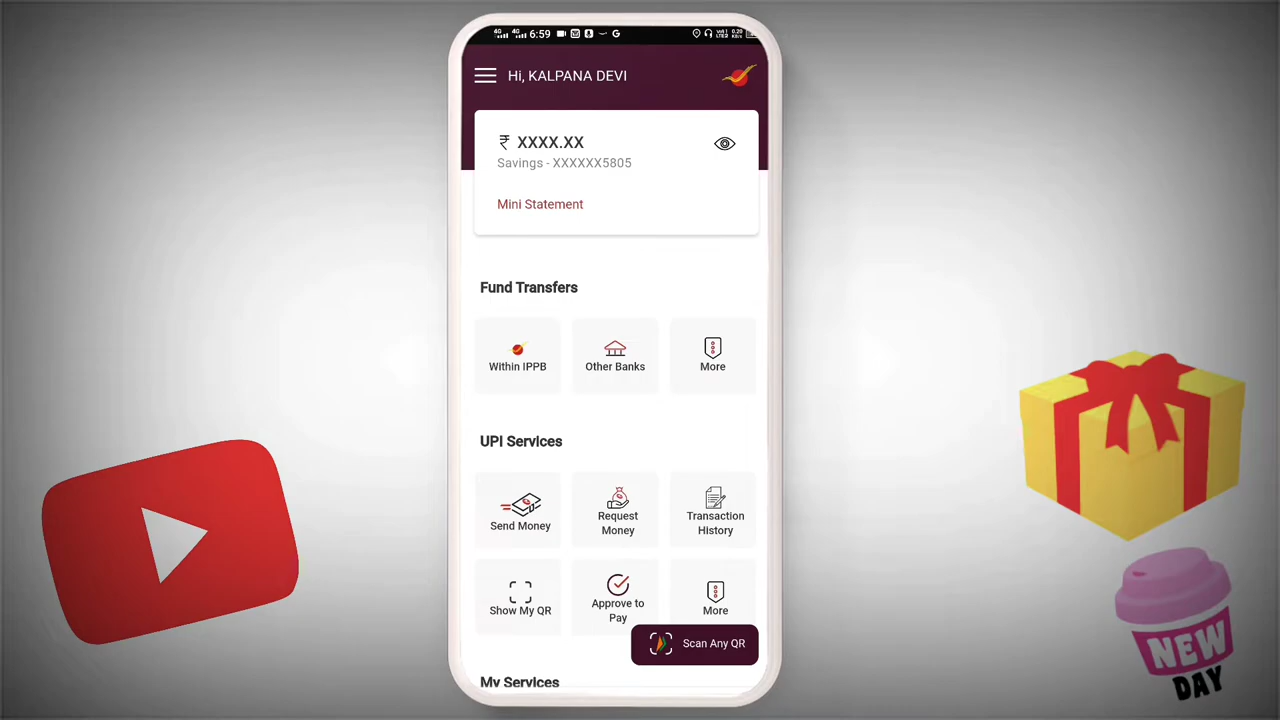 6:59
Hi, KALPANA DEVI
₹ XXXX.XX
Savings - XXXXXX5805
Mini Statement
Fund Transfers
Within IPPB
Other Banks
More
UPI Services
Send Money
Request
Money
Transaction
History
Show My QR
Approve to
Pay
More
Scan Any QR
My Services
NEW
DAY